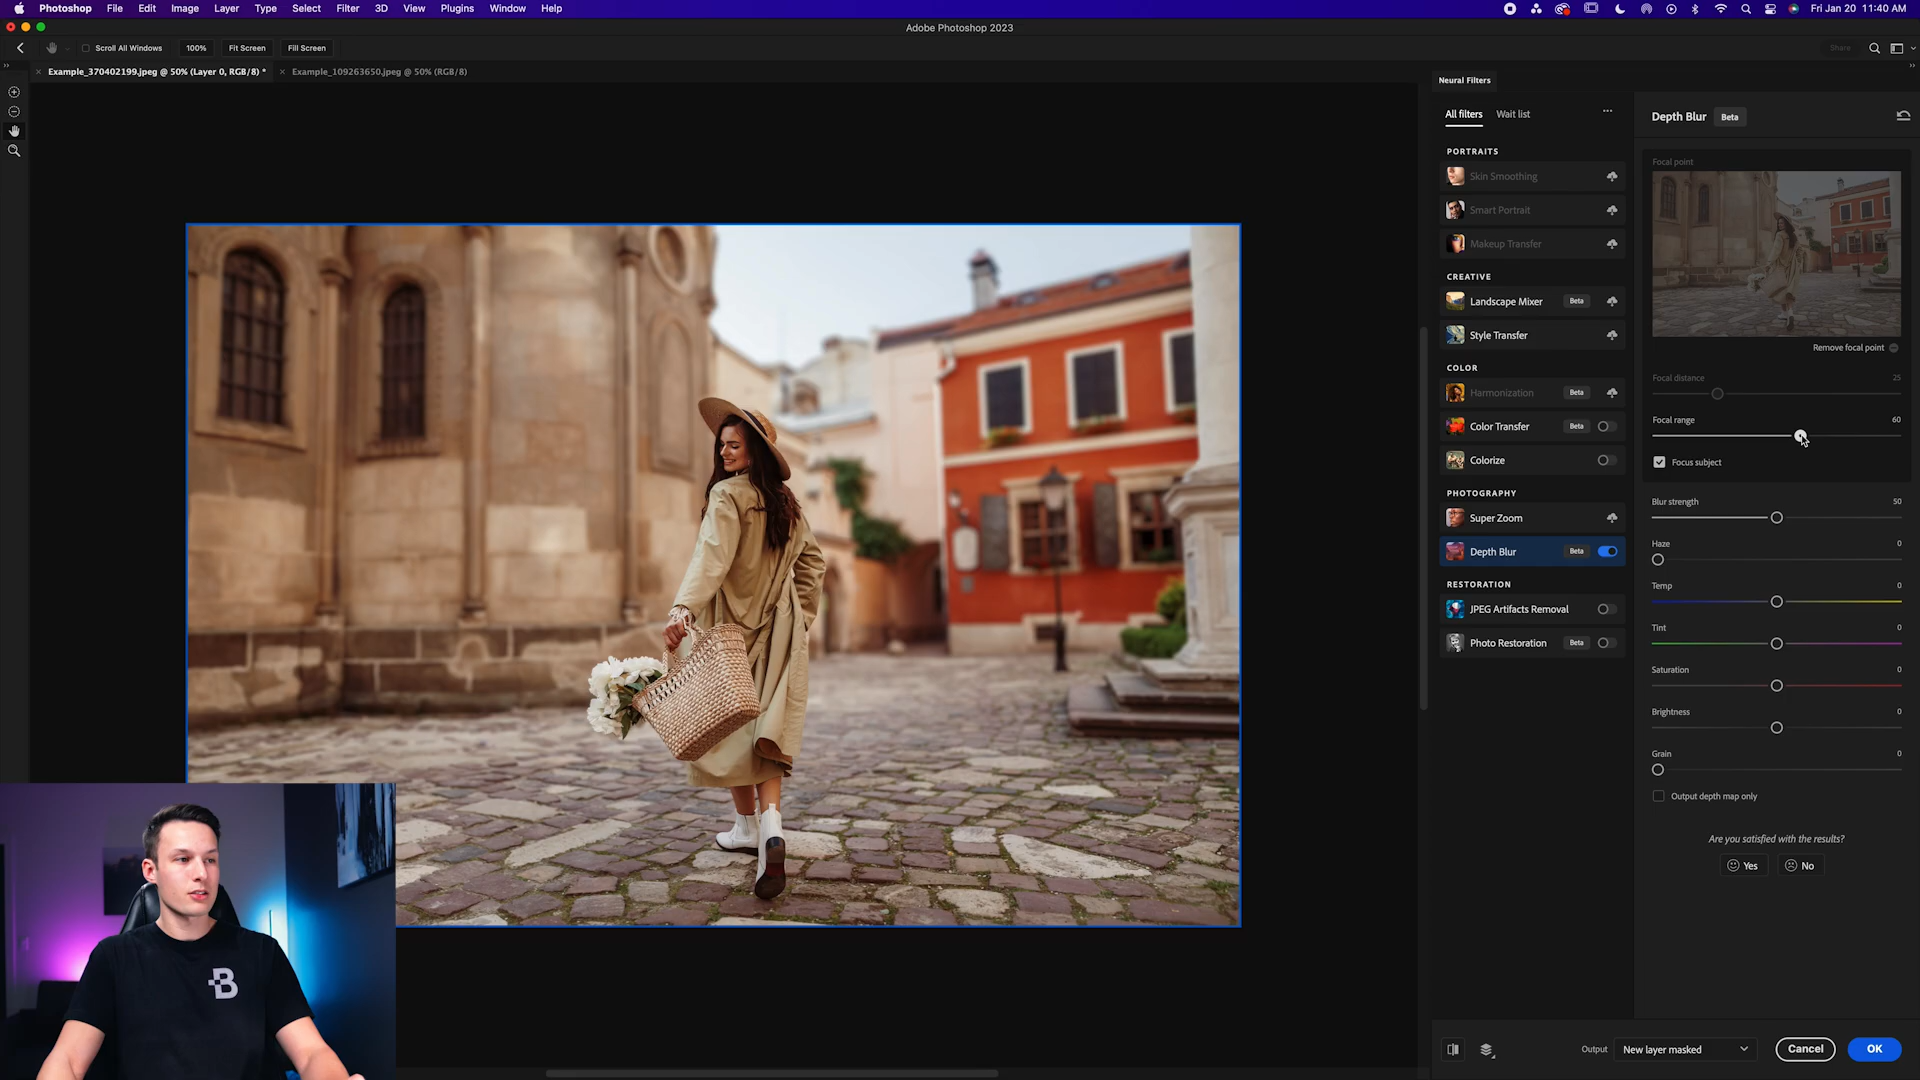 Photoshop File Edit Image Layer Type Select Filter 3D View Plugins Window Help
Fri Jan 20 11:40 AM
Adobe Photoshop 2023
Scroll All Windows 100% Fit Screen Fill Screen
Share
× Example_370402199.jpeg @ 50% (Layer 0, RGB/8) * × Example_109263650.jpeg @ 50% (RGB/8)
Neural Filters
All filters Wait list ...
PORTRAITS
Skin Smoothing
Smart Portrait
Makeup Transfer
CREATIVE
Landscape Mixer Beta
Style Transfer
COLOR
Harmonization Beta
Color Transfer Beta
Colorize
PHOTOGRAPHY
Super Zoom
Depth Blur Beta
RESTORATION
JPEG Artifacts Removal
Photo Restoration Beta
Depth Blur Beta
Focal point
Remove focal point
Focal distance 25
Focal range 60
Focus subject
Blur strength 50
Haze 0
Temp 0
Tint 0
Saturation 0
Brightness 0
Grain 0
Output depth map only
Are you satisfied with the results?
Yes No
Output New layer masked Cancel OK
B